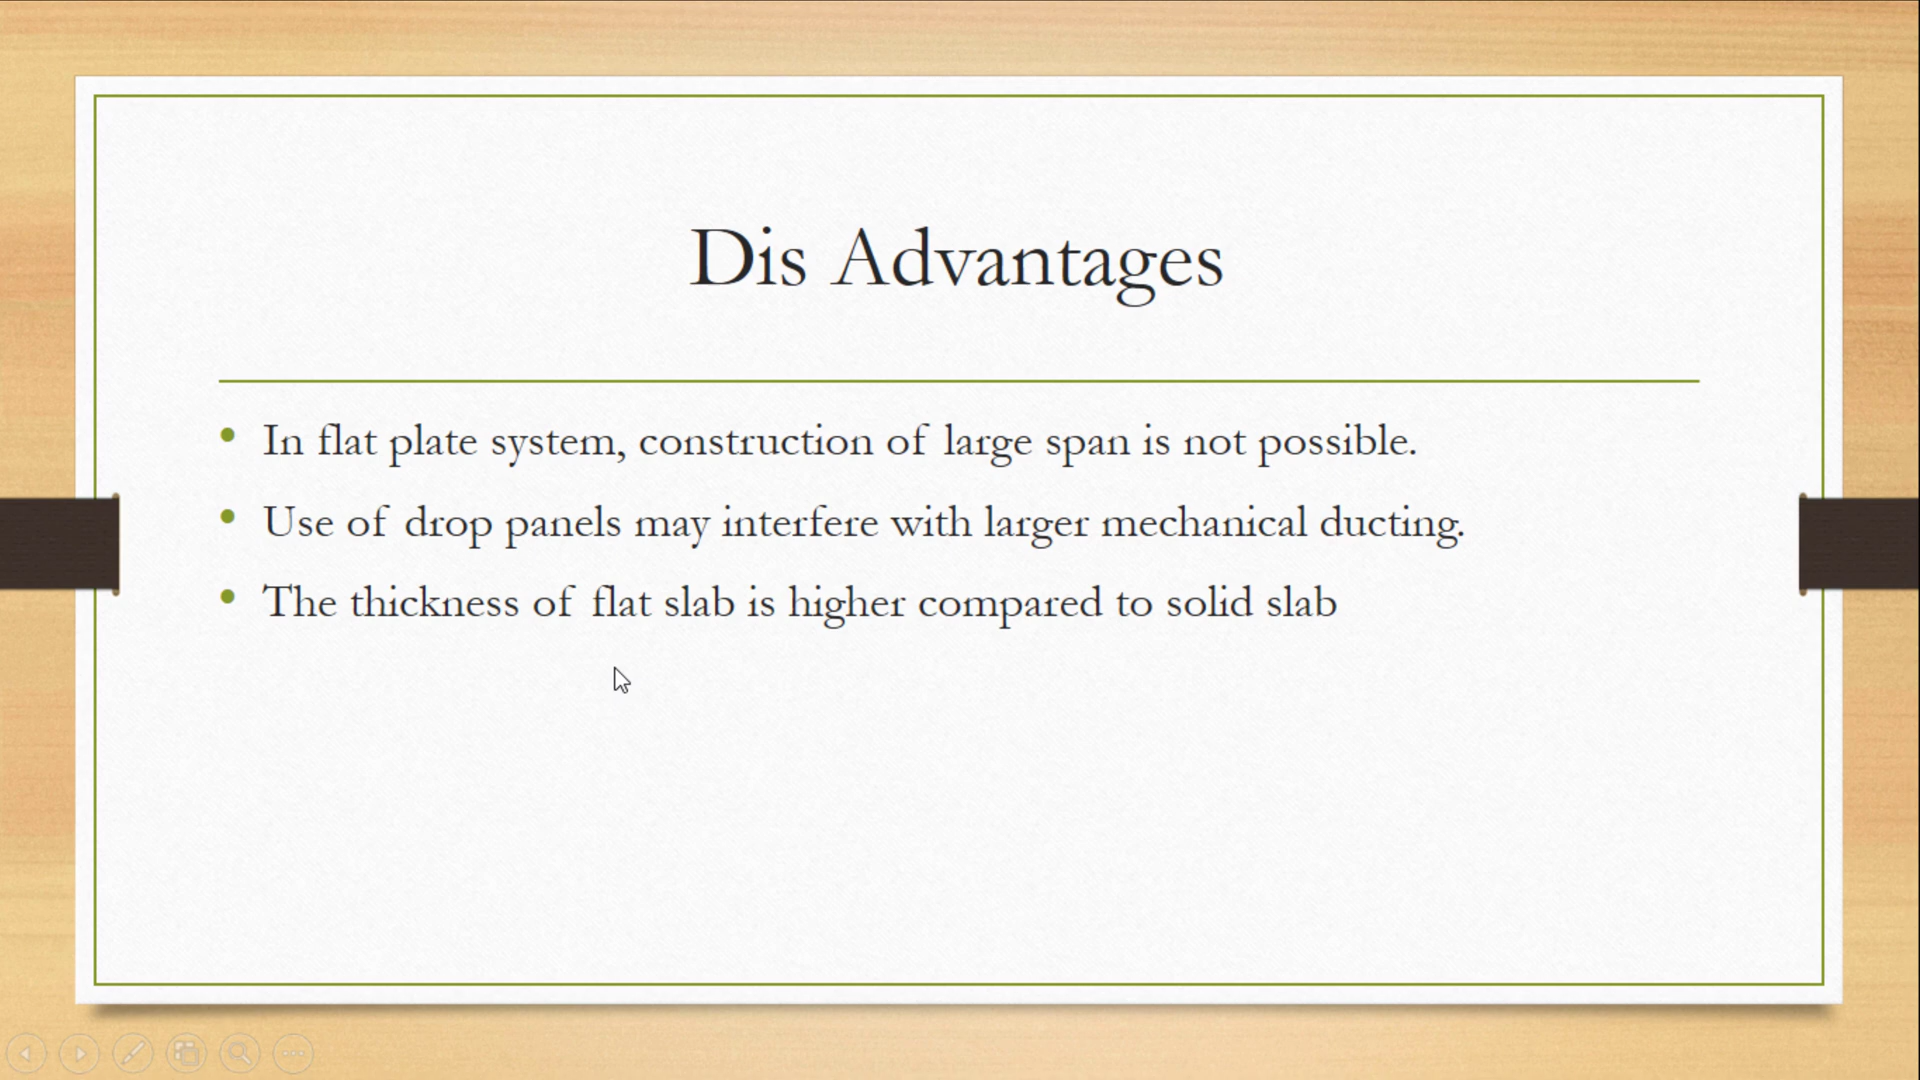 Dis Advantages
• In flat plate system, construction of large span is not possible.
• Use of drop panels may interfere with larger mechanical ducting.
• The thickness of flat slab is higher compared to solid slab